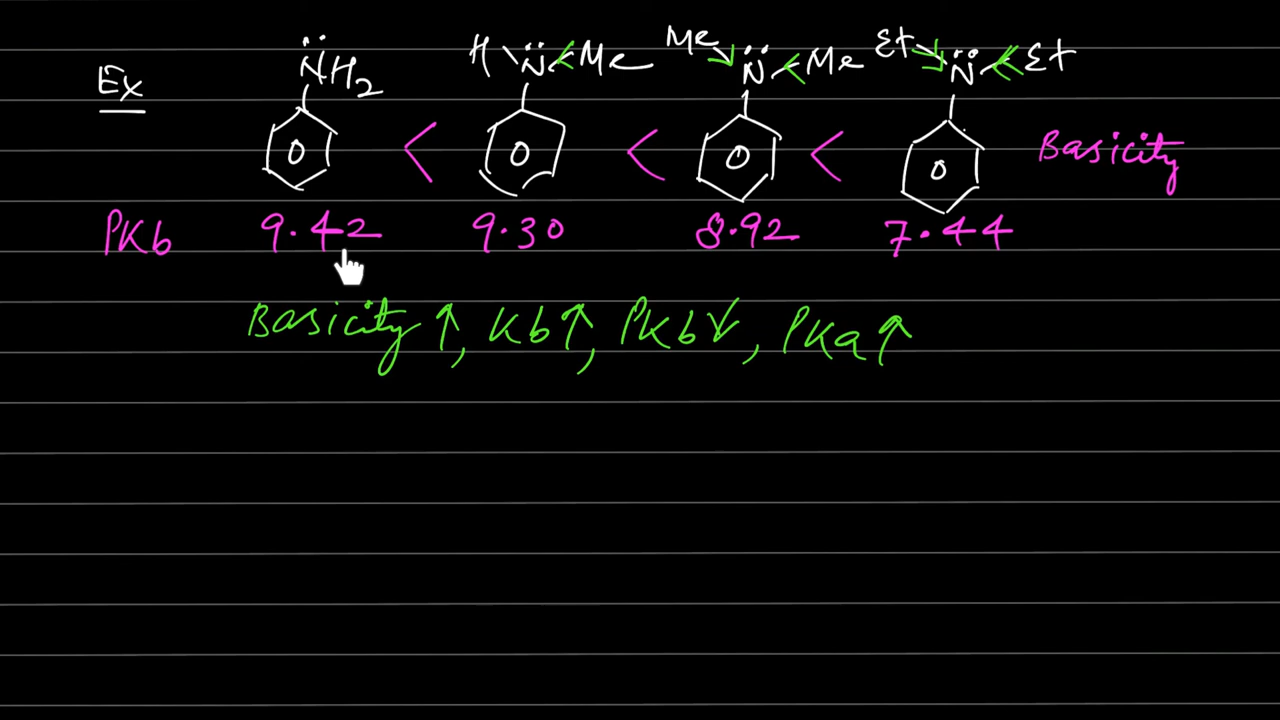 Ex N̈H2 H N̈ Me Me N̈ Me Et N̈ Et
< < < Basicity
PKb 9.42 9.30 8.92 7.44
Basicity ↑, Kb ↑, PKb ↓, PKa ↑